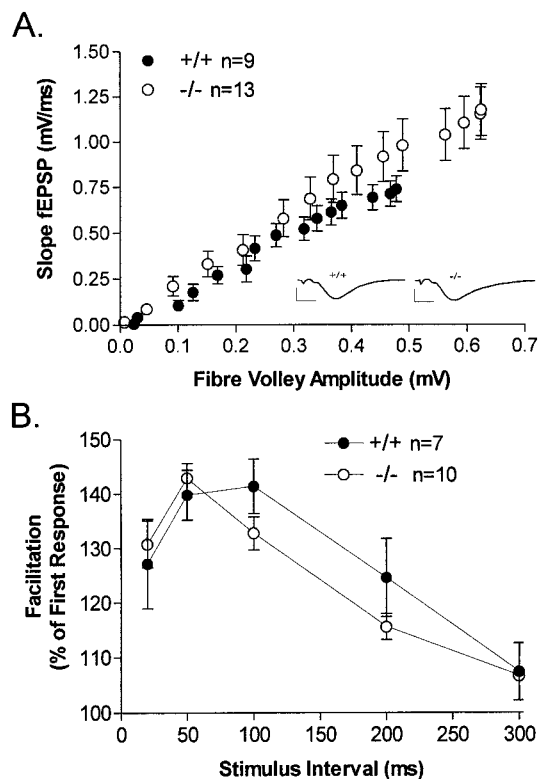 A.
+/+ n=9
-/- n=13
Slope fEPSP (mV/ms)
1.50
1.25
1.00
0.75
0.50
0.25
0.00
+/+
-/-
0.0 0.1 0.2 0.3 0.4 0.5 0.6 0.7
Fibre Volley Amplitude (mV)
B.
+/+ n=7
-/- n=10
Facilitation
(% of First Response)
150
140
130
120
110
100
0 50 100 150 200 250 300
Stimulus Interval (ms)